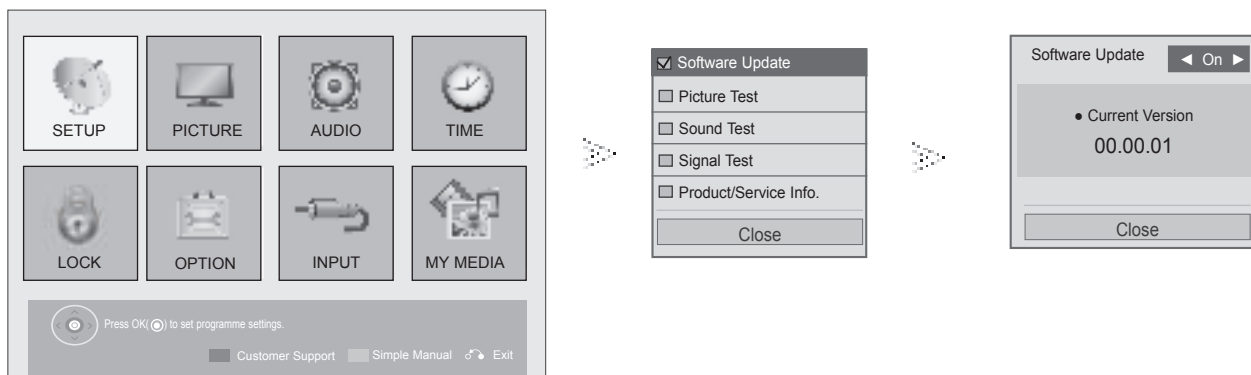 SETUP PICTURE AUDIO TIME
LOCK OPTION INPUT MY MEDIA
Press OK( ) to set programme settings.
Customer Support Simple Manual Exit
Software Update
Picture Test
Sound Test
Signal Test
Product/Service Info.
Close
Software Update ◄ On ►
● Current Version
00.00.01
Close